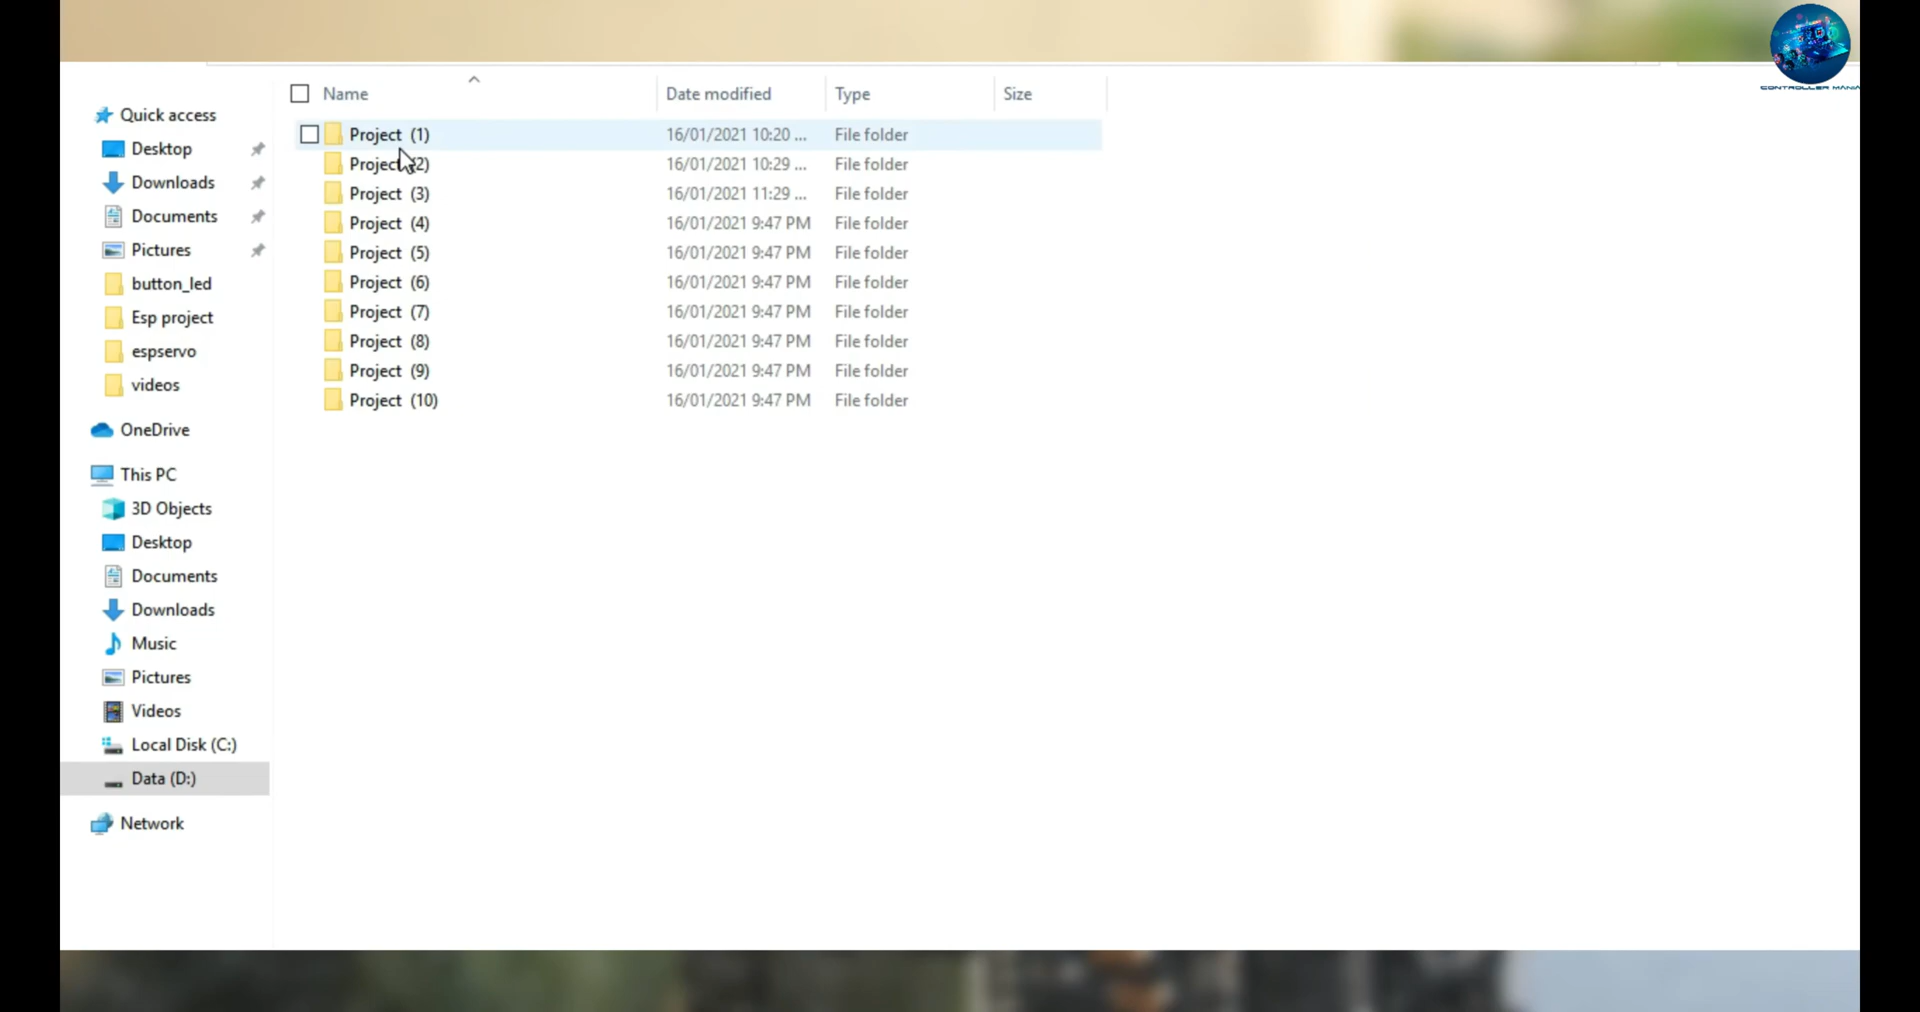 CONTROLLER MANIA
Name Date modified Type Size
Quick access
Desktop
Downloads
Documents
Pictures
button_led
Esp project
espservo
videos
OneDrive
This PC
3D Objects
Desktop
Documents
Downloads
Music
Pictures
Videos
Local Disk (C:)
Data (D:)
Network
Project (1) 16/01/2021 10:20 ... File folder
Project (2) 16/01/2021 10:29 ... File folder
Project (3) 16/01/2021 11:29 ... File folder
Project (4) 16/01/2021 9:47 PM File folder
Project (5) 16/01/2021 9:47 PM File folder
Project (6) 16/01/2021 9:47 PM File folder
Project (7) 16/01/2021 9:47 PM File folder
Project (8) 16/01/2021 9:47 PM File folder
Project (9) 16/01/2021 9:47 PM File folder
Project (10) 16/01/2021 9:47 PM File folder